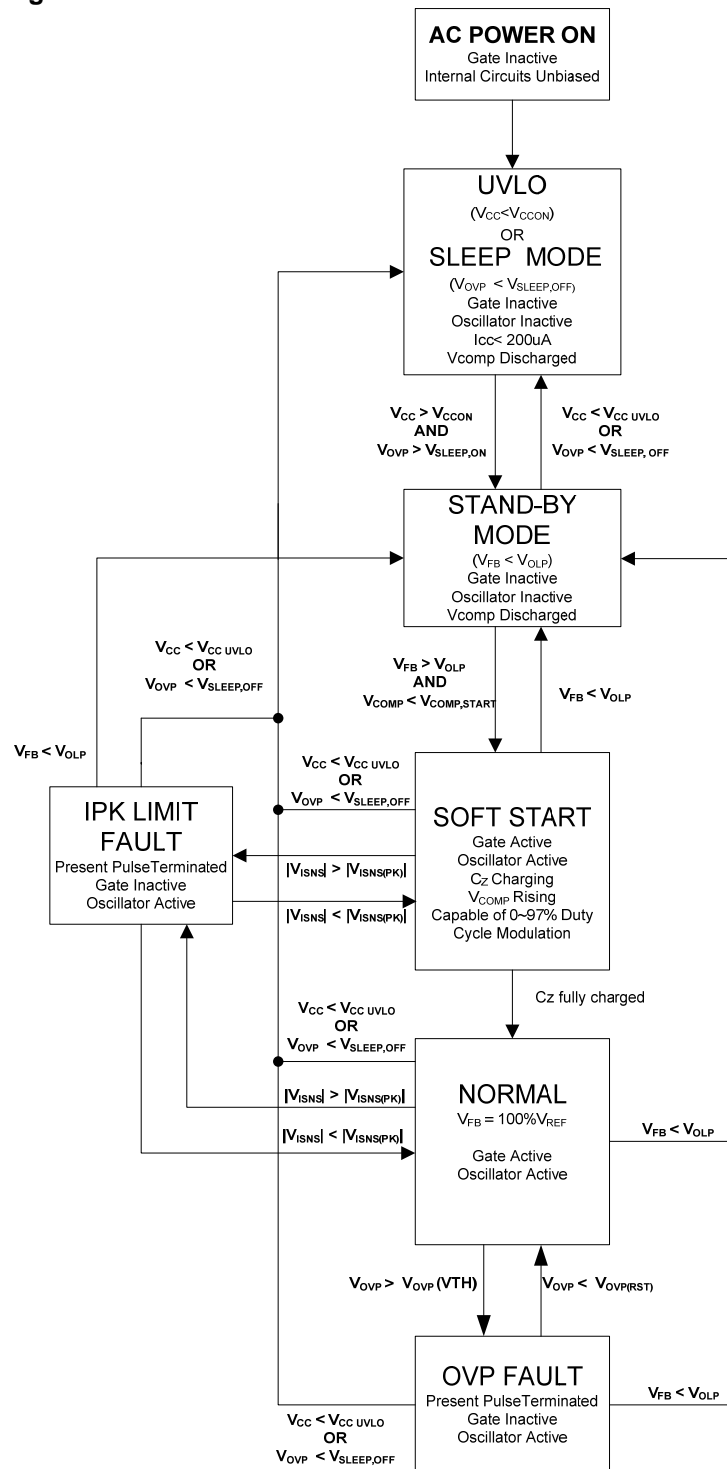 AC POWER ON
Gate Inactive
Internal Circuits Unbiased
UVLO
(VCC<VCCON)
OR
SLEEP MODE
(VOVP < VSLEEP,OFF)
Gate Inactive
Oscillator Inactive
Icc< 200uA
Vcomp Discharged
VCC > VCCON
AND
VOVP > VSLEEP,ON
VCC < VCC UVLO
OR
VOVP < VSLEEP, OFF
STAND-BY
MODE
(VFB < VOLP)
Gate Inactive
Oscillator Inactive
Vcomp Discharged
VCC < VCC UVLO
OR
VOVP < VSLEEP,OFF
VFB > VOLP
AND
VCOMP < VCOMP,START
VFB < VOLP
VFB < VOLP
VCC < VCC UVLO
OR
VOVP < VSLEEP,OFF
IPK LIMIT
FAULT
Present PulseTerminated
Gate Inactive
Oscillator Active
|VISNS| > |VISNS(PK)|
|VISNS| < |VISNS(PK)|
SOFT START
Gate Active
Oscillator Active
CZ Charging
VCOMP Rising
Capable of 0~97% Duty
Cycle Modulation
Cz fully charged
VCC < VCC UVLO
OR
VOVP < VSLEEP,OFF
|VISNS| > |VISNS(PK)|
|VISNS| < |VISNS(PK)|
NORMAL
VFB = 100%VREF
Gate Active
Oscillator Active
VFB < VOLP
VOVP > VOVP (VTH)
VOVP < VOVP(RST)
OVP FAULT
Present PulseTerminated
Gate Inactive
Oscillator Active
VFB < VOLP
VCC < VCC UVLO
OR
VOVP < VSLEEP,OFF